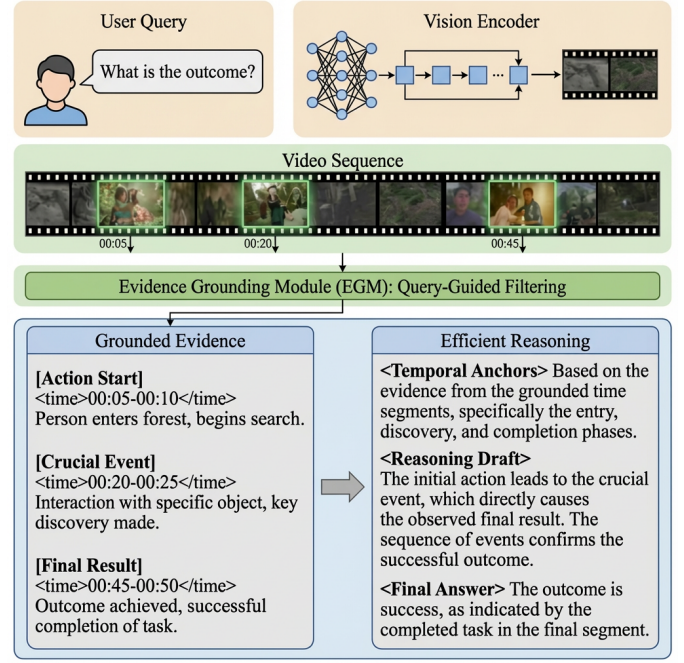 User Query
What is the outcome?
Vision Encoder
...
Video Sequence
00:05
00:20
00:45
Evidence Grounding Module (EGM): Query-Guided Filtering
Grounded Evidence
[Action Start]
<time>00:05-00:10</time>
Person enters forest, begins search.
[Crucial Event]
<time>00:20-00:25</time>
Interaction with specific object, key
discovery made.
[Final Result]
<time>00:45-00:50</time>
Outcome achieved, successful
completion of task.
Efficient Reasoning
<Temporal Anchors> Based on the
evidence from the grounded time
segments, specifically the entry,
discovery, and completion phases.
<Reasoning Draft>
The initial action leads to the crucial
event, which directly causes
the observed final result. The
sequence of events confirms the
successful outcome.
<Final Answer> The outcome is
success, as indicated by the
completed task in the final segment.